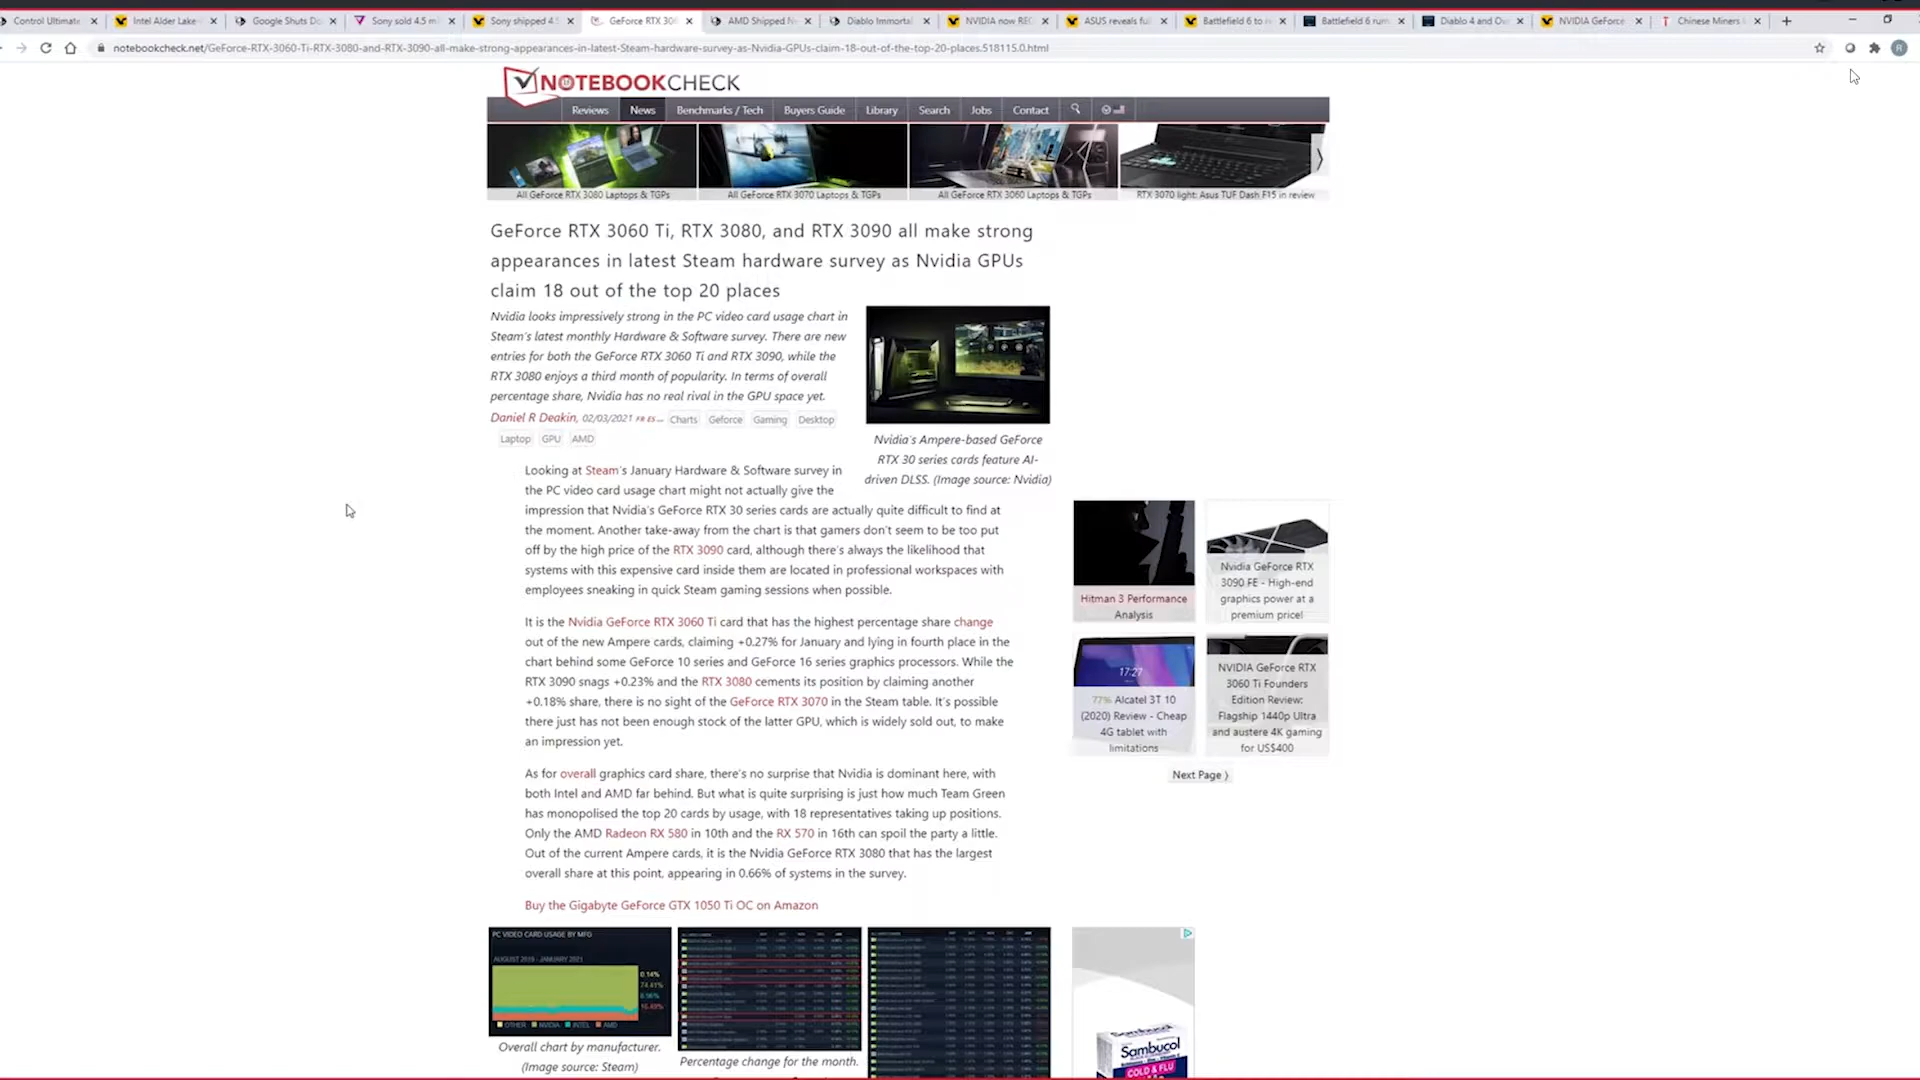 Control Ultimate
Intel Alder Lake-
Google Shuts Do
Sony sold 4.5 mi
Sony shipped 4.5
GeForce RTX 306
AMD Shipped N
Diablo Immortal
NVIDIA now REC
ASUS reveals ful
Battlefield 6 to r
Battlefield 6 rum
Diablo 4 and Ov
NVIDIA GeForce
Chinese Miners
notebookcheck.net/GeForce-RTX-3060-Ti-RTX-3080-and-RTX-3090-all-make-strong-appearances-in-latest-Steam-hardware-survey-as-Nvidia-GPUs-claim-18-out-of-the-top-20-places.518115.0.html
R
NOTEBOOKCHECK
Reviews
News
Benchmarks / Tech
Buyers Guide
Library
Search
Jobs
Contact
All GeForce RTX 3080 Laptops & TGPs
All GeForce RTX 3070 Laptops & TGPs
All GeForce RTX 3060 Laptops & TGPs
RTX 3070 light: Asus TUF Dash F15 in review
GeForce RTX 3060 Ti, RTX 3080, and RTX 3090 all make strong
appearances in latest Steam hardware survey as Nvidia GPUs
claim 18 out of the top 20 places
Nvidia looks impressively strong in the PC video card usage chart in
Steam's latest monthly Hardware & Software survey. There are new
entries for both the GeForce RTX 3060 Ti and RTX 3090, while the
RTX 3080 enjoys a third month of popularity. In terms of overall
percentage share, Nvidia has no real rival in the GPU space yet.
Daniel R Deakin, 02/03/2021 FR ES ... Charts Geforce Gaming Desktop
Laptop GPU AMD
Nvidia's Ampere-based GeForce
RTX 30 series cards feature AI-
driven DLSS. (Image source: Nvidia)
Looking at Steam's January Hardware & Software survey in
the PC video card usage chart might not actually give the
impression that Nvidia's GeForce RTX 30 series cards are actually quite difficult to find at
the moment. Another take-away from the chart is that gamers don't seem to be too put
off by the high price of the RTX 3090 card, although there's always the likelihood that
systems with this expensive card inside them are located in professional workspaces with
employees sneaking in quick Steam gaming sessions when possible.
It is the Nvidia GeForce RTX 3060 Ti card that has the highest percentage share change
out of the new Ampere cards, claiming +0.27% for January and lying in fourth place in the
chart behind some GeForce 10 series and GeForce 16 series graphics processors. While the
RTX 3090 snags +0.23% and the RTX 3080 cements its position by claiming another
+0.18% share, there is no sight of the GeForce RTX 3070 in the Steam table. It's possible
there just has not been enough stock of the latter GPU, which is widely sold out, to make
an impression yet.
As for overall graphics card share, there's no surprise that Nvidia is dominant here, with
both Intel and AMD far behind. But what is quite surprising is just how much Team Green
has monopolised the top 20 cards by usage, with 18 representatives taking up positions.
Only the AMD Radeon RX 580 in 10th and the RX 570 in 16th can spoil the party a little.
Out of the current Ampere cards, it is the Nvidia GeForce RTX 3080 that has the largest
overall share at this point, appearing in 0.66% of systems in the survey.
Buy the Gigabyte GeForce GTX 1050 Ti OC on Amazon
Hitman 3 Performance
Analysis
Nvidia GeForce RTX
3090 FE - High-end
graphics power at a
premium price!
17:27
77% Alcatel 3T 10
(2020) Review - Cheap
4G tablet with
limitations
NVIDIA GeForce RTX
3060 Ti Founders
Edition Review:
Flagship 1440p Ultra
and austere 4K gaming
for US$400
Next Page ⟩
PC VIDEO CARD USAGE BY MFG
AUGUST 2019 - JANUARY 2021
0.14%
74.41%
8.96%
16.49%
OTHER NVIDIA INTEL AMD
Overall chart by manufacturer.
(Image source: Steam)
Percentage change for the month.
Sambucol
COLD & FLU